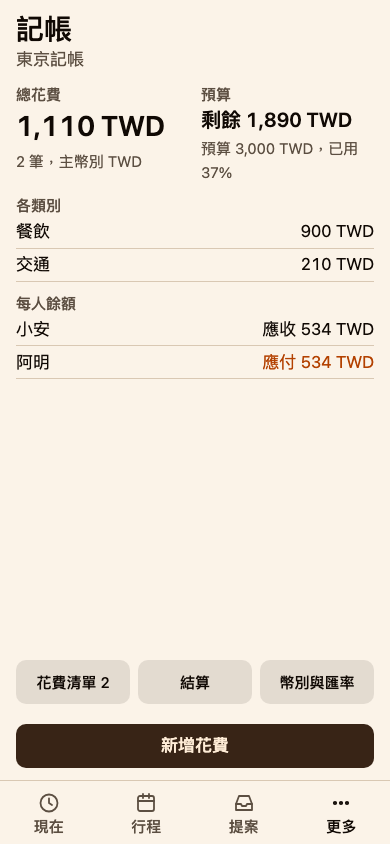 記帳
東京記帳
總花費
1,110 TWD
2 筆，主幣別 TWD
預算
剩餘 1,890 TWD
預算 3,000 TWD，已用
37%
各類別
餐飲 900 TWD
交通 210 TWD
每人餘額
小安 應收 534 TWD
阿明 應付 534 TWD
花費清單 2
結算
幣別與匯率
新增花費
現在
行程
提案
更多